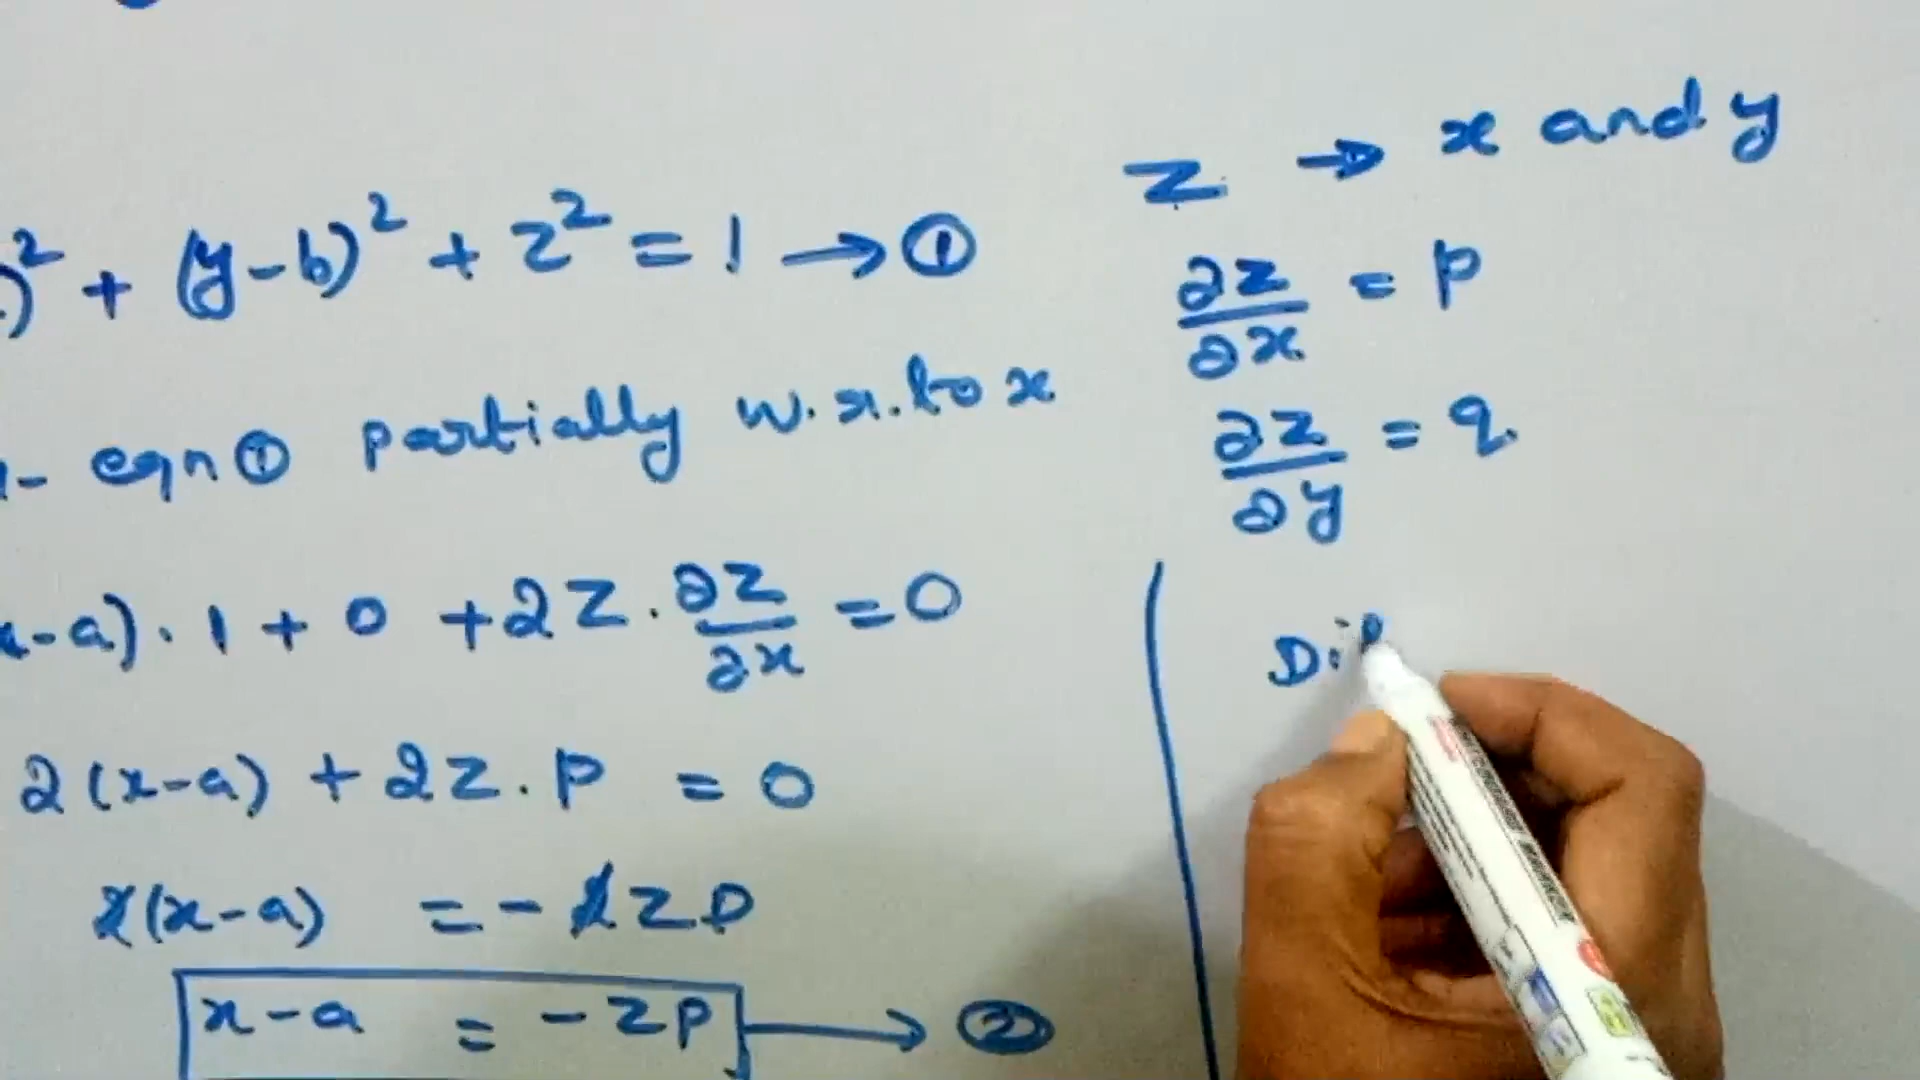 )² + (y-b)² + z² = 1 → ①
eqn ① partially w.r.to x
x-a).1 + 0 + 2z.∂z/∂x = 0
2(x-a) + 2z.p = 0
2(x-a) = -2zp
x-a = -zp → ②
z → x and y
∂z/∂x = p
∂z/∂y = q